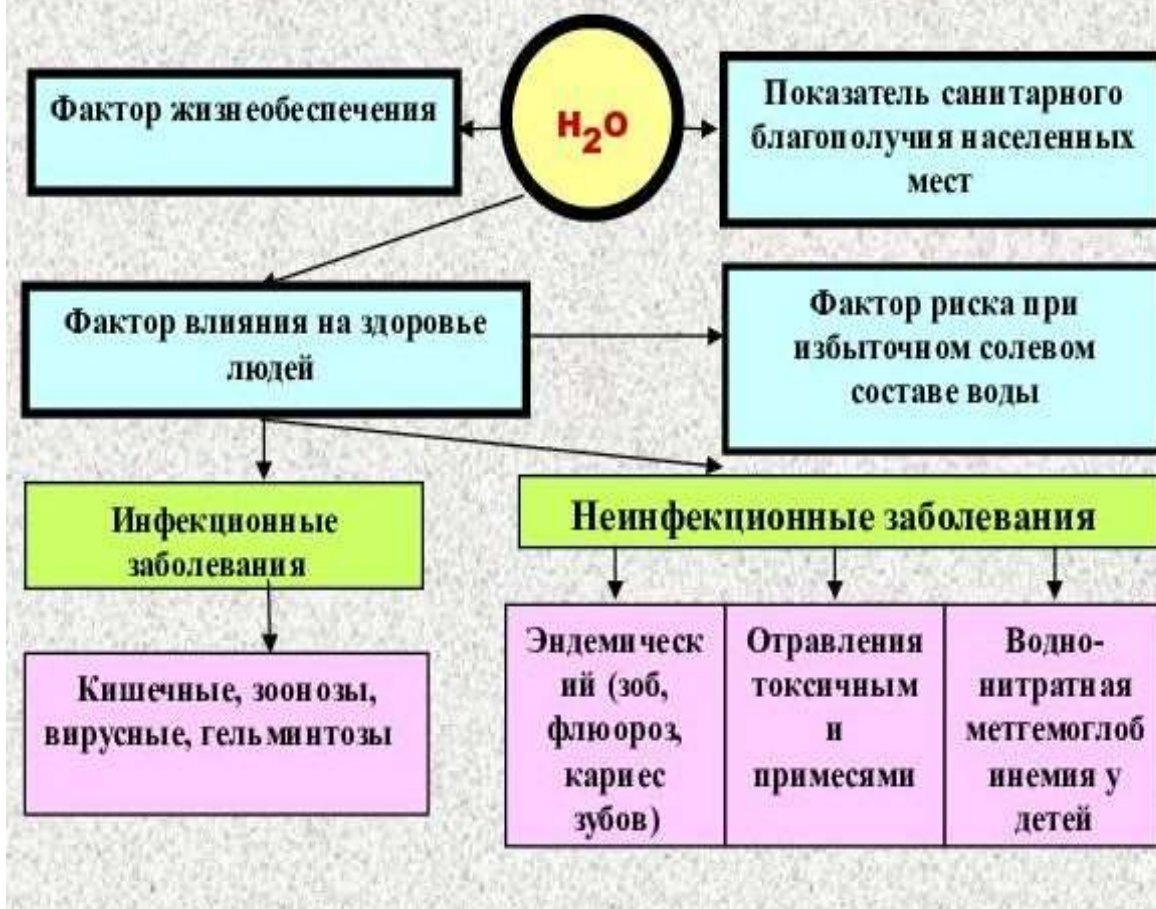 Фактор жизнеобеспечения
H₂O
Показатель санитарного
благополучия населенных
мест
Фактор влияния на здоровье
людей
Фактор риска при
избыточном солевом
составе воды
Инфекционные
заболевания
Неинфекционные заболевания
Кишечные, зоонозы,
вирусные, гельминтозы
Эндемическ
ий (зоб,
флюороз,
кариес
зубов)
Отравления
токсичным
и
примесями
Водно-
нитратная
метгемоглоб
инемия у
детей